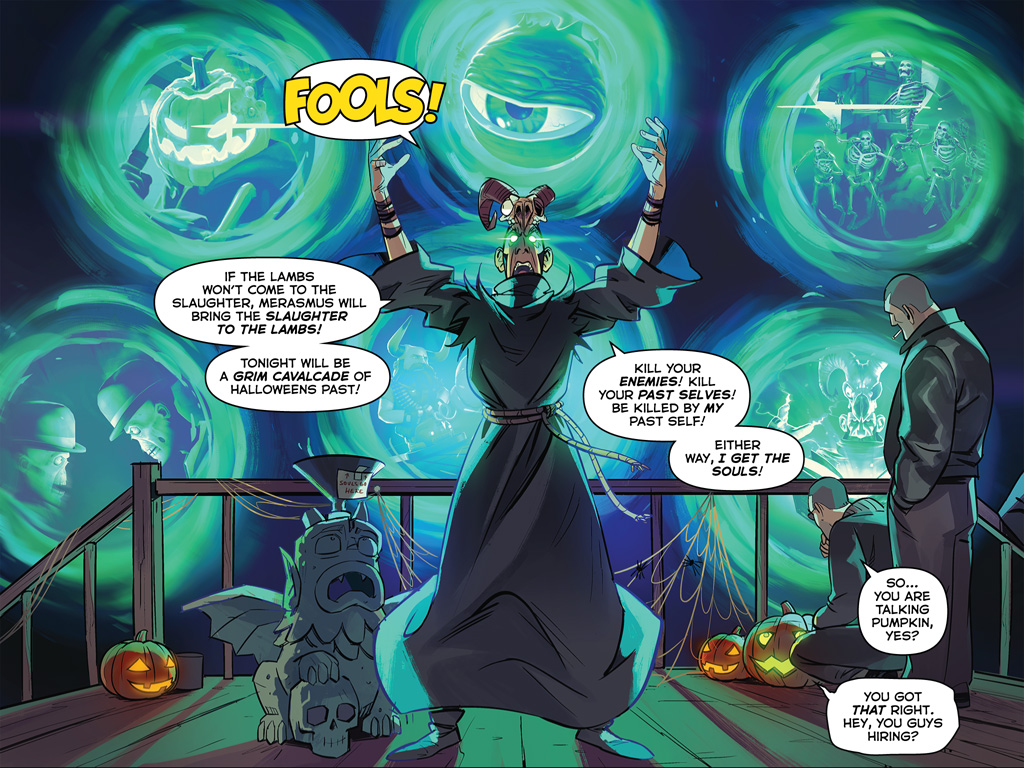 FOOLS!
IF THE LAMBS
WON'T COME TO THE
SLAUGHTER, MERASMUS WILL
BRING THE SLAUGHTER
TO THE LAMBS!
TONIGHT WILL BE
A GRIM CAVALCADE OF
HALLOWEENS PAST!
KILL YOUR
ENEMIES! KILL
YOUR PAST SELVES!
BE KILLED BY MY
PAST SELF!
EITHER
WAY, I GET THE
SOULS!
HERE
SO...
YOU ARE
TALKING
PUMPKIN,
YES?
YOU GOT
THAT RIGHT.
HEY, YOU GUYS
HIRING?